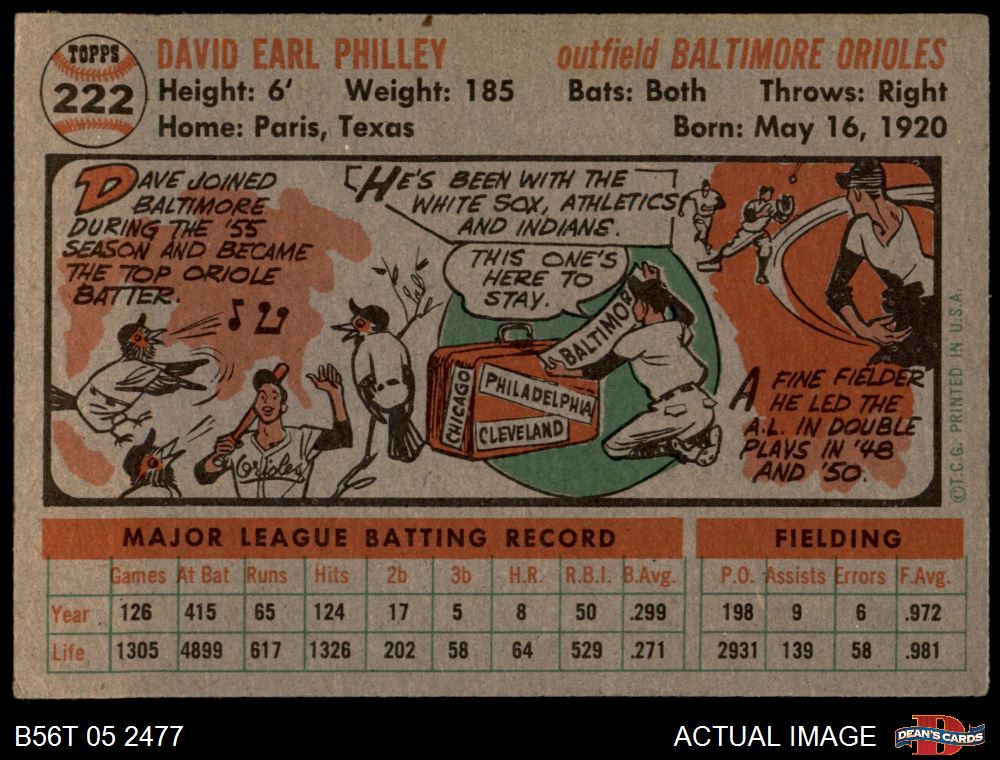 TOPPS
222
DAVID EARL PHILLEY outfield BALTIMORE ORIOLES
Height: 6' Weight: 185 Bats: Both Throws: Right
Home: Paris, Texas Born: May 16, 1920
DAVE JOINED
BALTIMORE
DURING THE '55
SEASON AND BECAME
THE TOP ORIOLE
BATTER.
Orioles
HE'S BEEN WITH THE
WHITE SOX, ATHLETICS
AND INDIANS.
THIS ONE'S
HERE TO
STAY.
BALTIMORE
CHICAGO
PHILADELPHIA
CLEVELAND
A FINE FIELDER
HE LED THE
A.L. IN DOUBLE
PLAYS IN '48
AND '50.
© T.C.G. PRINTED IN U.S.A.
MAJOR LEAGUE BATTING RECORD FIELDING
Games At Bat Runs Hits 2b 3b H.R. R.B.I. B.Avg. P.O. Assists Errors F.Avg.
Year 126 415 65 124 17 5 8 50 .299 198 9 6 .972
Life 1305 4899 617 1326 202 58 64 529 .271 2931 139 58 .981
B56T 05 2477 ACTUAL IMAGE DEAN'S CARDS